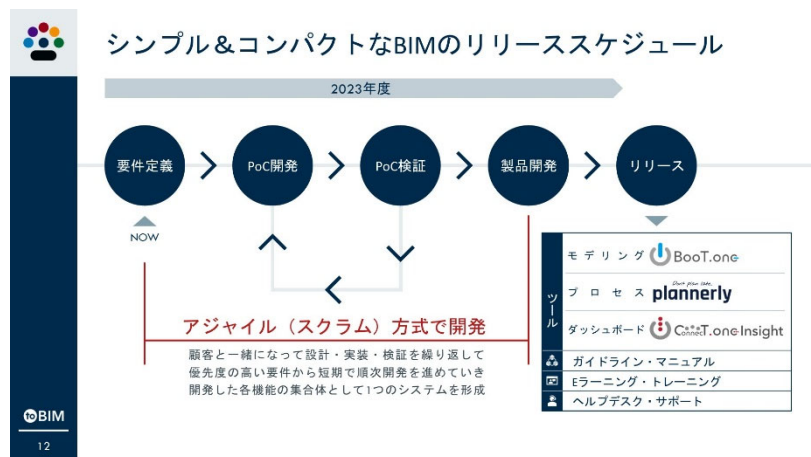 シンプル&コンパクトなBIMのリリーススケジュール
2023年度
要件定義
PoC開発
PoC検証
製品開発
リリース
NOW
アジャイル（スクラム）方式で開発
顧客と一緒になって設計・実装・検証を繰り返して
優先度の高い要件から短期で順次開発を進めていき
開発した各機能の集合体として1つのシステムを形成
ツール
モデリング BooT.one
Don't plan late.
プロセス plannerly
ダッシュボード ConnecT.one Insight
ガイドライン・マニュアル
Eラーニング・トレーニング
ヘルプデスク・サポート
toBIM
12